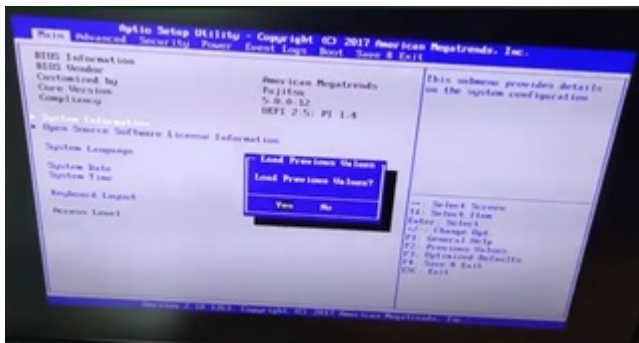 Aptio Setup Utility - Copyright (C) 2017 American Megatrends, Inc.
Main Advanced Security Power Event Logs Boot Save & Exit
BIOS Information
BIOS Vendor American Megatrends
Customized by Fujitsu
Core Version 5.0.0.12
Compliancy UEFI 2.5; PI 1.4
System Information
Open Source Software License Information
System Language
System Date
System Time
Keyboard Layout
Access Level
Load Previous Values
Load Previous Values?
Yes No
This submenu provides details
on the system configuration
: Select Screen
: Select Item
Enter: Select
+/-: Change Opt.
F1: General Help
F2: Previous Values
F3: Optimized Defaults
F4: Save & Exit
ESC: Exit
Version Copyright (C) 2017 American Megatrends, Inc.